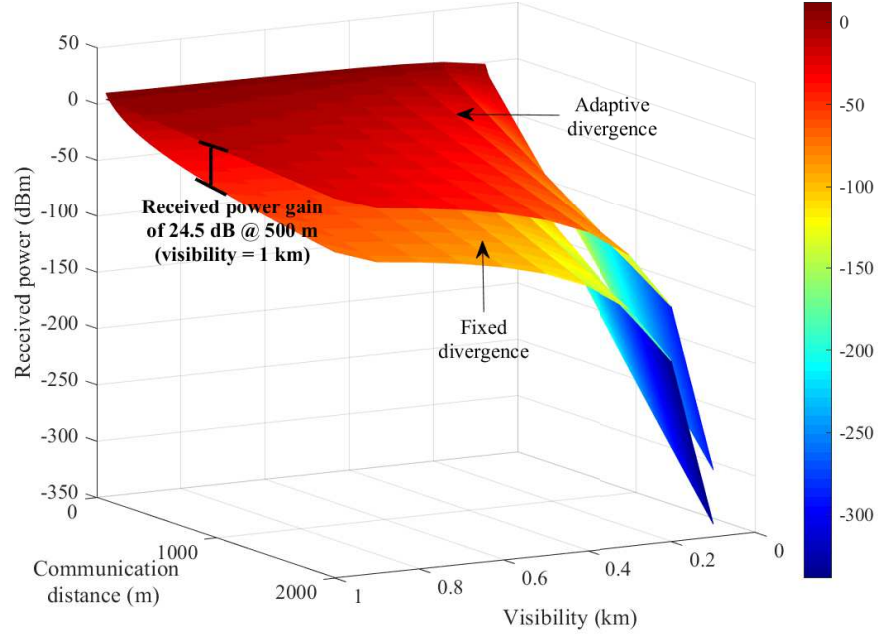 50
0
-50
-100
-150
-200
-250
-300
-350
Received power (dBm)
0
1000
2000
Communication
distance (m)
1
0.8
0.6
0.4
0.2
0
Visibility (km)
Adaptive
divergence
Received power gain
of 24.5 dB @ 500 m
(visibility = 1 km)
Fixed
divergence
0
-50
-100
-150
-200
-250
-300